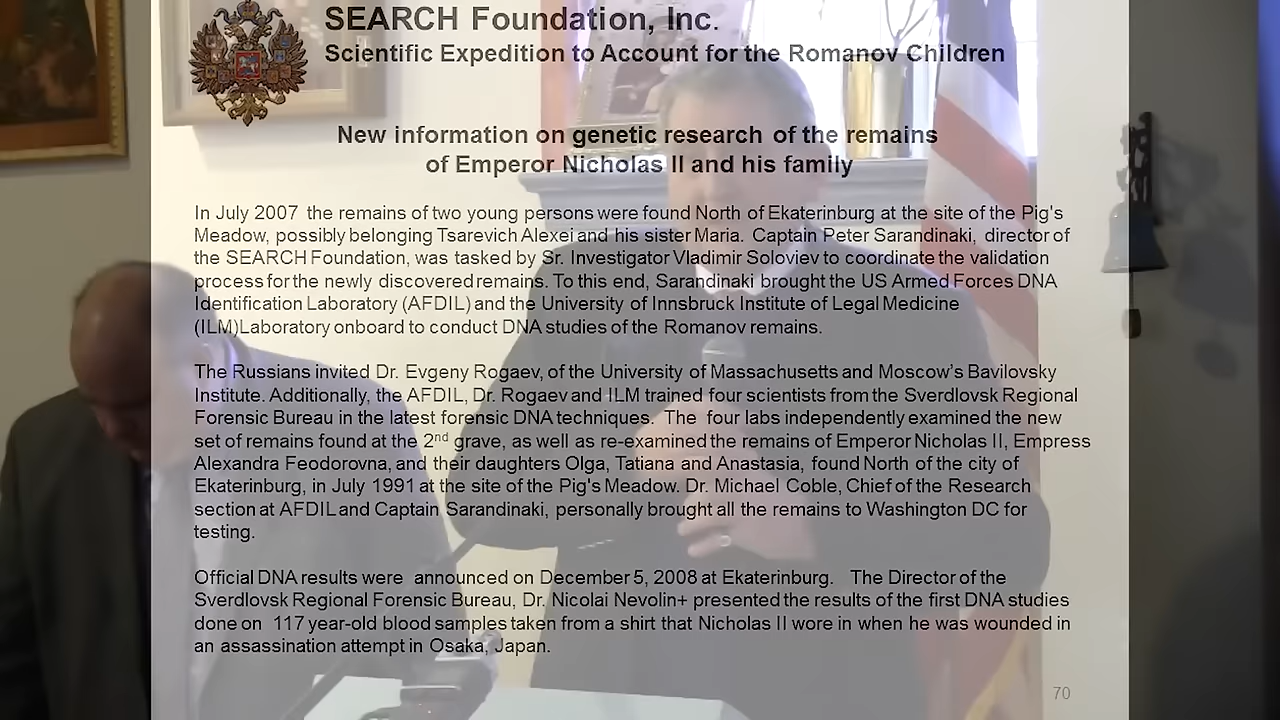 SEARCH Foundation, Inc.
Scientific Expedition to Account for the Romanov Children
New information on genetic research of the remains
of Emperor Nicholas II and his family
In July 2007 the remains of two young persons were found North of Ekaterinburg at the site of the Pig's
Meadow, possibly belonging Tsarevich Alexei and his sister Maria. Captain Peter Sarandinaki, director of
the SEARCH Foundation, was tasked by Sr. Investigator Vladimir Soloviev to coordinate the validation
process for the newly discovered remains. To this end, Sarandinaki brought the US Armed Forces DNA
Identification Laboratory (AFDIL) and the University of Innsbruck Institute of Legal Medicine
(ILM)Laboratory onboard to conduct DNA studies of the Romanov remains.
The Russians invited Dr. Evgeny Rogaev, of the University of Massachusetts and Moscow's Bavilovsky
Institute. Additionally, the AFDIL, Dr. Rogaev and ILM trained four scientists from the Sverdlovsk Regional
Forensic Bureau in the latest forensic DNA techniques. The four labs independently examined the new
set of remains found at the 2nd grave, as well as re-examined the remains of Emperor Nicholas II, Empress
Alexandra Feodorovna, and their daughters Olga, Tatiana and Anastasia, found North of the city of
Ekaterinburg, in July 1991 at the site of the Pig's Meadow. Dr. Michael Coble, Chief of the Research
section at AFDIL and Captain Sarandinaki, personally brought all the remains to Washington DC for
testing.
Official DNA results were announced on December 5, 2008 at Ekaterinburg. The Director of the
Sverdlovsk Regional Forensic Bureau, Dr. Nicolai Nevolin+ presented the results of the first DNA studies
done on 117 year-old blood samples taken from a shirt that Nicholas II wore in when he was wounded in
an assassination attempt in Osaka, Japan.
70